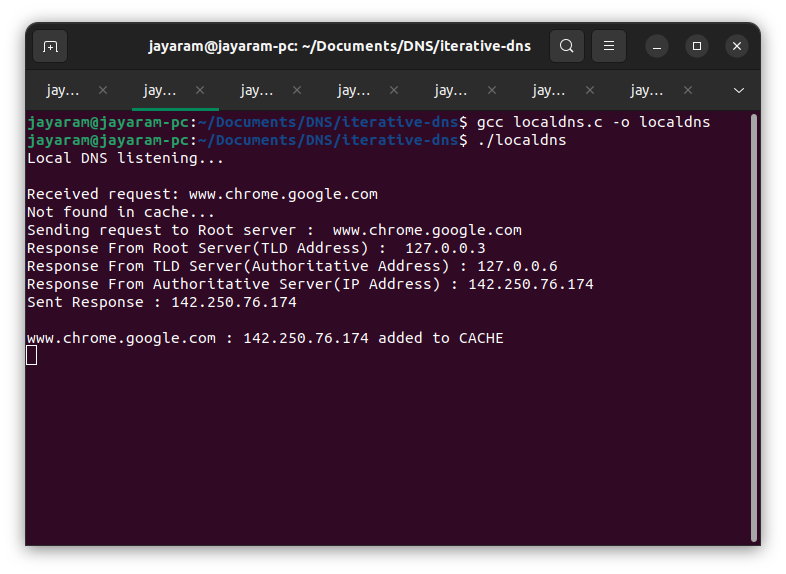 jayaram@jayaram-pc: ~/Documents/DNS/iterative-dns
jay... jay... jay... jay... jay... jay... jay...
jayaram@jayaram-pc:~/Documents/DNS/iterative-dns$ gcc localdns.c -o localdns
jayaram@jayaram-pc:~/Documents/DNS/iterative-dns$ ./localdns
Local DNS listening...
Received request: www.chrome.google.com
Not found in cache...
Sending request to Root server :  www.chrome.google.com
Response From Root Server(TLD Address) :  127.0.0.3
Response From TLD Server(Authoritative Address) : 127.0.0.6
Response From Authoritative Server(IP Address) : 142.250.76.174
Sent Response : 142.250.76.174
www.chrome.google.com : 142.250.76.174 added to CACHE